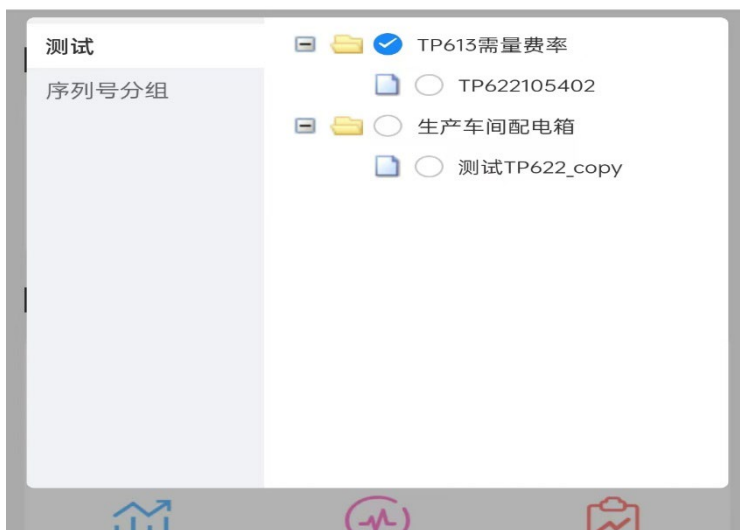 测试
序列号分组
TP613需量费率
TP622105402
生产车间配电箱
测试TP622_copy